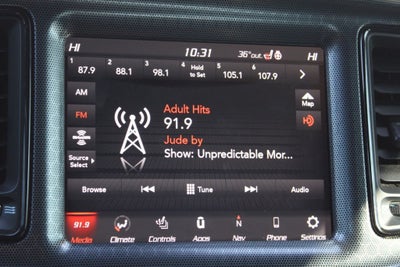 HI 10:31 36°out HI
1 87.9 2 88.1 3 98.1 4 Hold to Set 5 105.1 6 107.9
AM
FM
Adult Hits
91.9
Jude by
Show: Unpredictable Mor...
Map
SiriusXM
Source Select
Browse Tune Audio
91.9
Media Climate Controls Apps N Nav Phone Settings